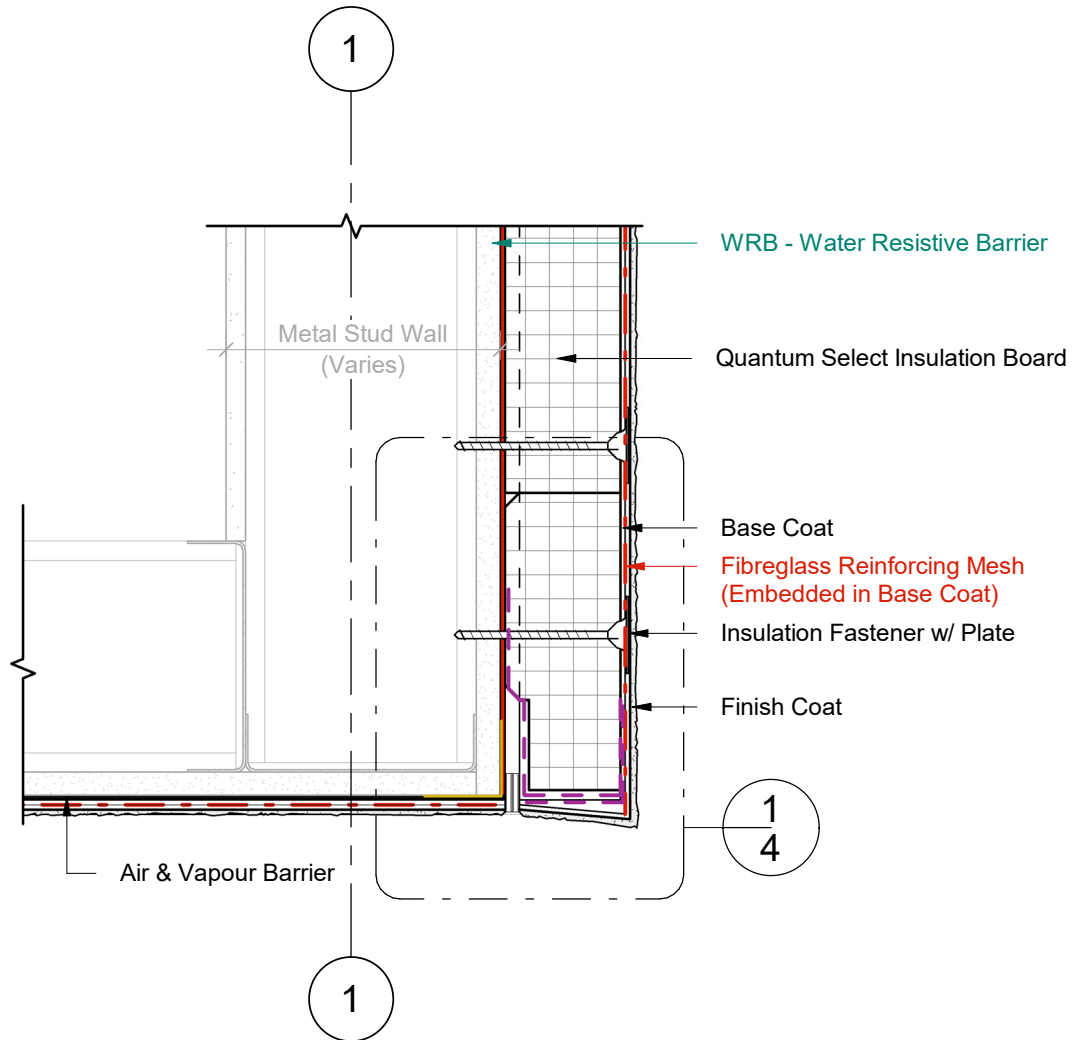 1
WRB - Water Resistive Barrier
Metal Stud Wall
(Varies)
Quantum Select Insulation Board
Base Coat
Fibreglass Reinforcing Mesh
(Embedded in Base Coat)
Insulation Fastener w/ Plate
Finish Coat
1
4
Air & Vapour Barrier
1